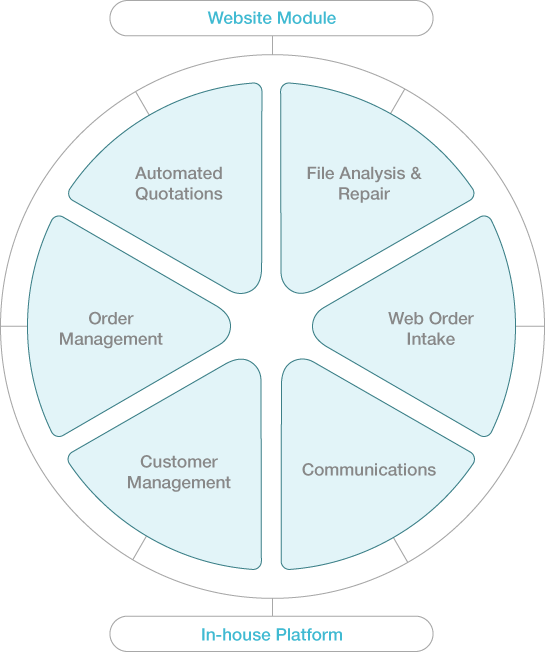 Website Module
Automated
Quotations
File Analysis &
Repair
Order
Management
Web Order
Intake
Customer
Management
Communications
In-house Platform